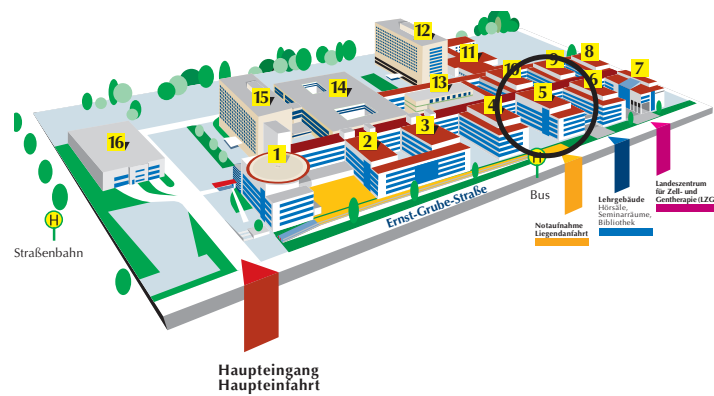 12
8
11
9
10
7
6
13
14
5
15
4
3
16
2
1
H
Bus
Ernst-Grube-Straße
H
Straßenbahn
Notaufnahme
Liegendanfahrt
Lehrgebäude
Hörsäle,
Seminarräume,
Bibliothek
Landeszentrum
für Zell- und
Gentherapie (LZG
Haupteingang
Haupteinfahrt